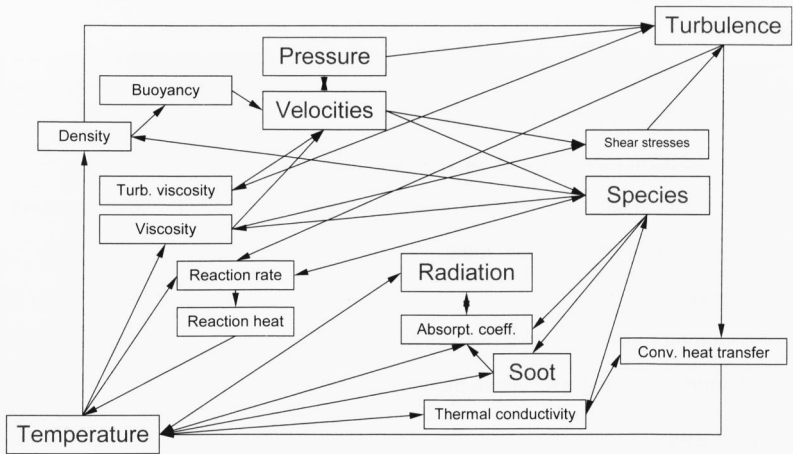 Turbulence
Pressure
Buoyancy
Velocities
Density
Shear stresses
Turb. viscosity
Species
Viscosity
Reaction rate
Radiation
Reaction heat
Absorpt. coeff.
Conv. heat transfer
Soot
Thermal conductivity
Temperature